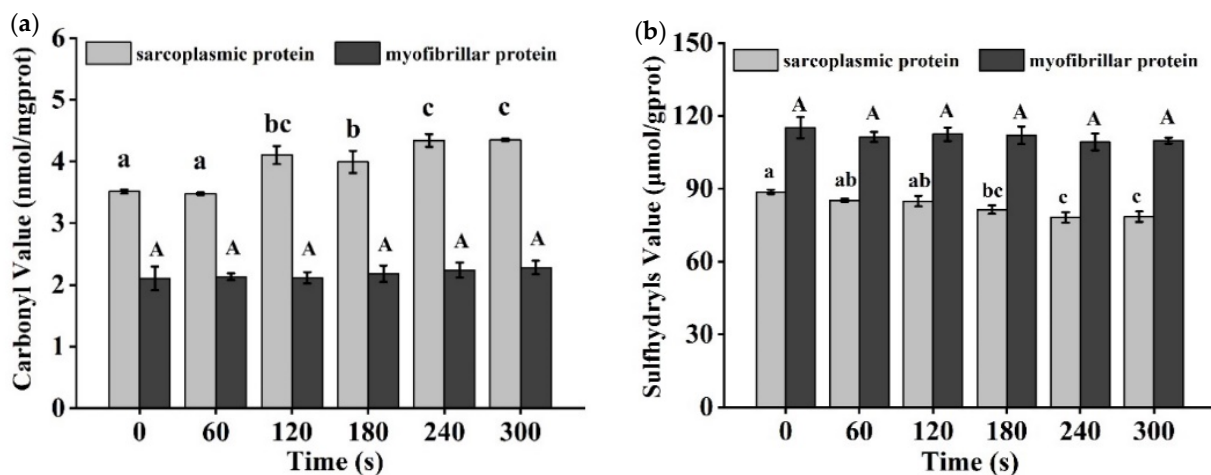 (a)
Carbonyl Value (nmol/mgprot)
6
5
4
3
2
1
0
sarcoplasmic protein myofibrillar protein
a a bc b c c
A A A A A A
0 60 120 180 240 300
Time (s)
(b)
Sulfhydryls Value (μmol/gprot)
150
120
90
60
30
0
sarcoplasmic protein myofibrillar protein
A A A A A A
a ab ab bc c c
0 60 120 180 240 300
Time (s)